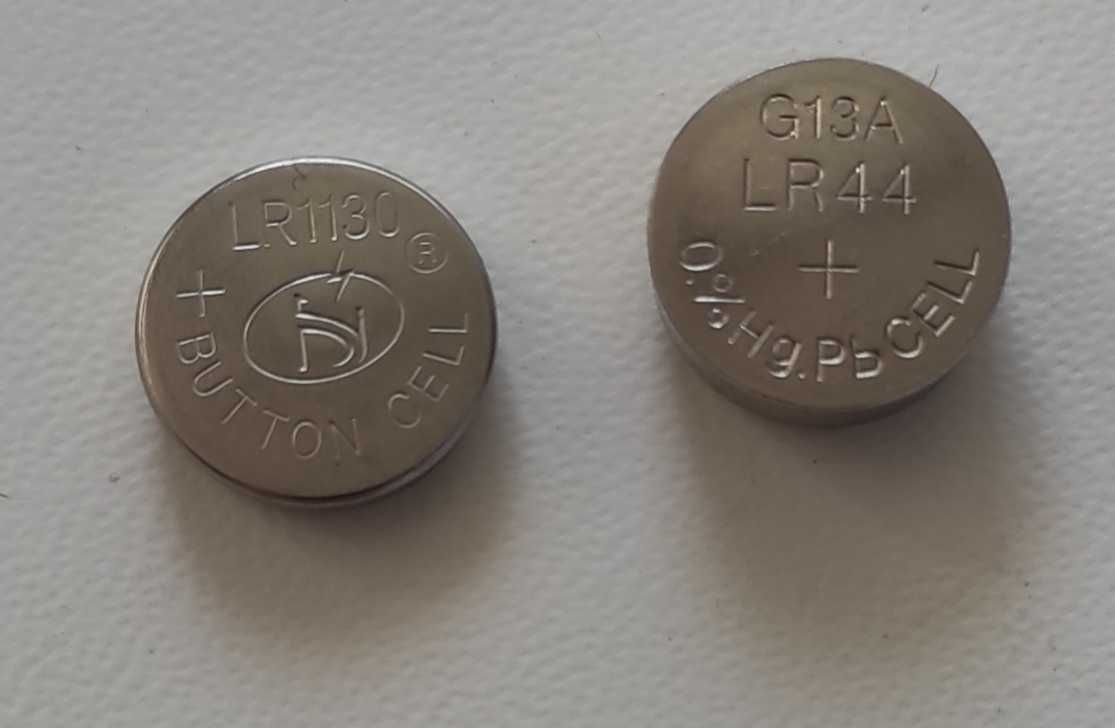 LR1130
®
+
BUTTON CELL
G13A
LR44
+
0.%Hg.Pb CELL